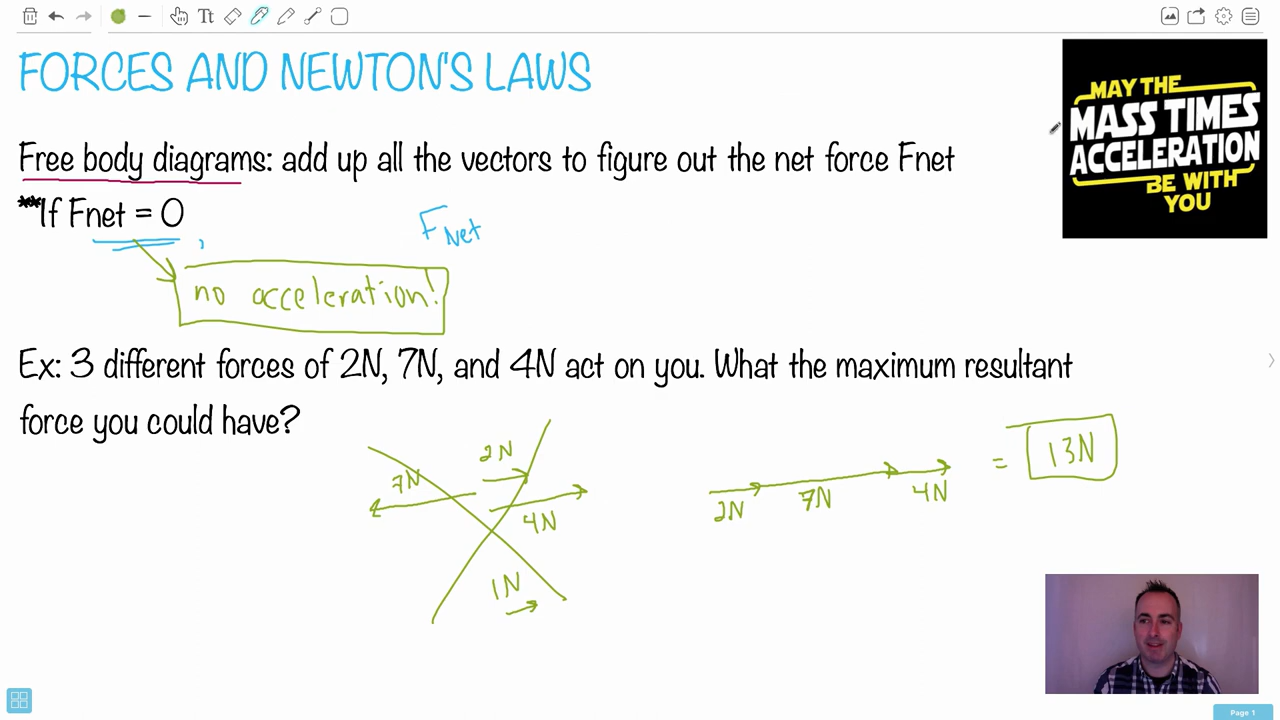 Tt
FORCES AND NEWTON'S LAWS
MAY THE
MASS TIMES
ACCELERATION
BE WITH
YOU
Free body diagrams: add up all the vectors to figure out the net force Fnet
**If Fnet = 0
FNet
no acceleration!
Ex: 3 different forces of 2N, 7N, and 4N act on you. What the maximum resultant
force you could have?
7N
2N
4N
1N
2N
7N
4N
= 13N
Page 1